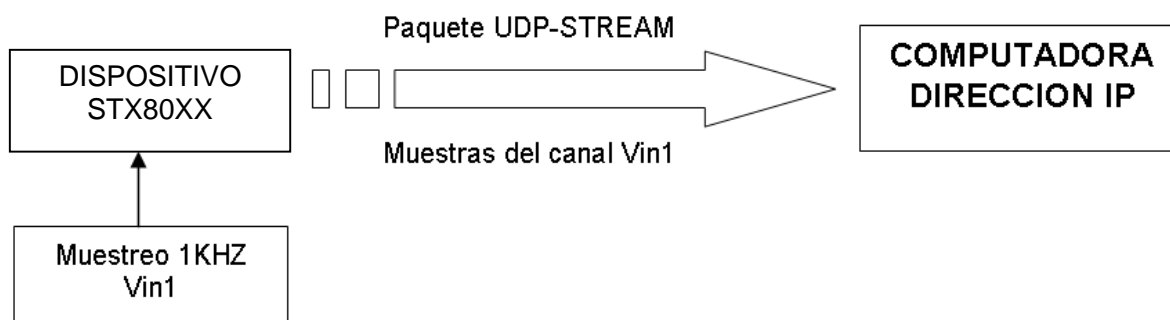 Paquete UDP-STREAM
DISPOSITIVO
STX80XX
COMPUTADORA
DIRECCION IP
Muestras del canal Vin1
Muestreo 1KHZ
Vin1